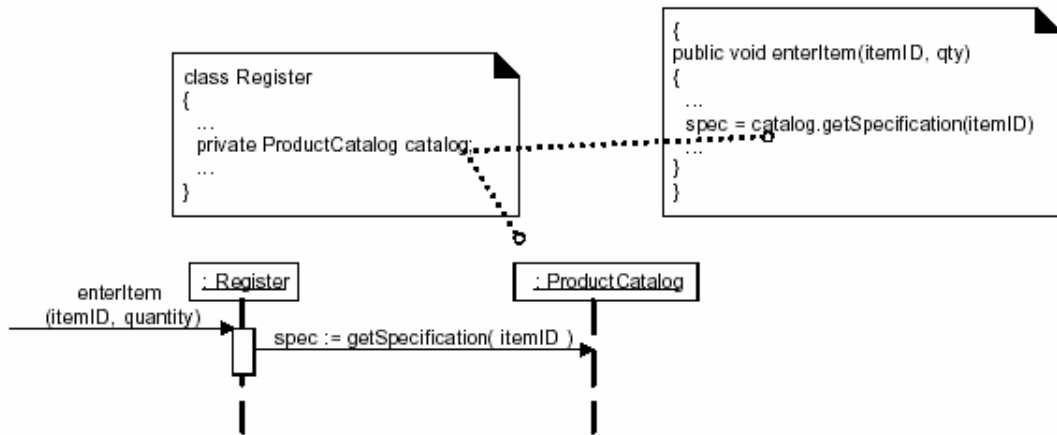 class Register
{
...
private ProductCatalog catalog;
...
}
{
public void enterItem(itemID, qty)
{
...
spec = catalog.getSpecification(itemID)
...
}
}
: Register
: ProductCatalog
enterItem
(itemID, quantity)
spec := getSpecification( itemID )